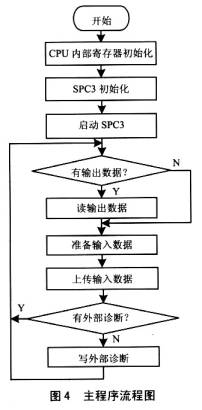 开始
CPU 内部寄存器初始化
SPC3 初始化
启动 SPC3
有输出数据?
N
Y
读输出数据
准备输入数据
上传输入数据
Y
有外部诊断?
N
写外部诊断
图 4 主程序流程图